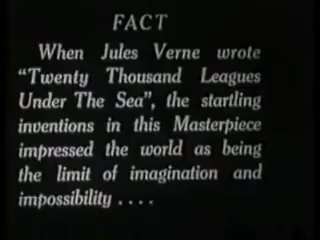 FACT
When Jules Verne wrote
"Twenty Thousand Leagues
Under The Sea", the startling
inventions in this Masterpiece
impressed the world as being
the limit of imagination and
impossibility ....